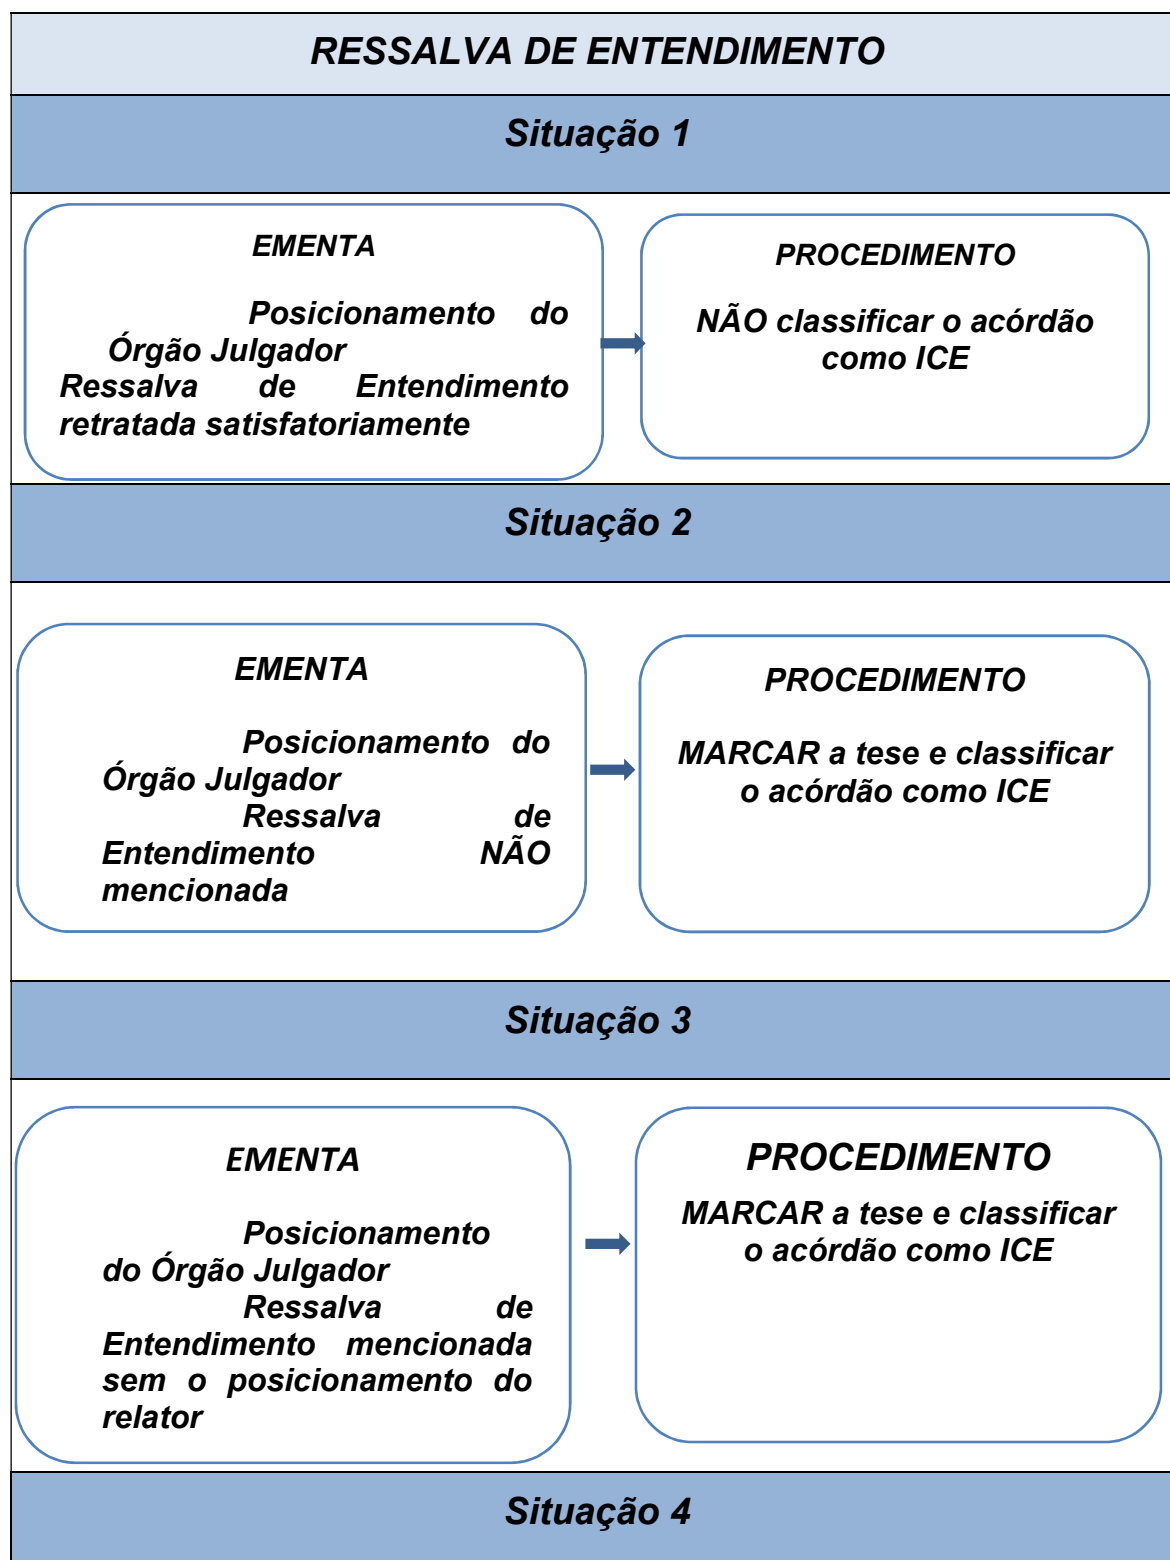 RESSALVA DE ENTENDIMENTO
Situação 1
EMENTA
Posicionamento do
Órgão Julgador
Ressalva de Entendimento
retratada satisfatoriamente
PROCEDIMENTO
NÃO classificar o acórdão
como ICE
Situação 2
EMENTA
Posicionamento do
Órgão Julgador
Ressalva de
Entendimento NÃO
mencionada
PROCEDIMENTO
MARCAR a tese e classificar
o acórdão como ICE
Situação 3
EMENTA
Posicionamento
do Órgão Julgador
Ressalva de
Entendimento mencionada
sem o posicionamento do
relator
PROCEDIMENTO
MARCAR a tese e classificar
o acórdão como ICE
Situação 4